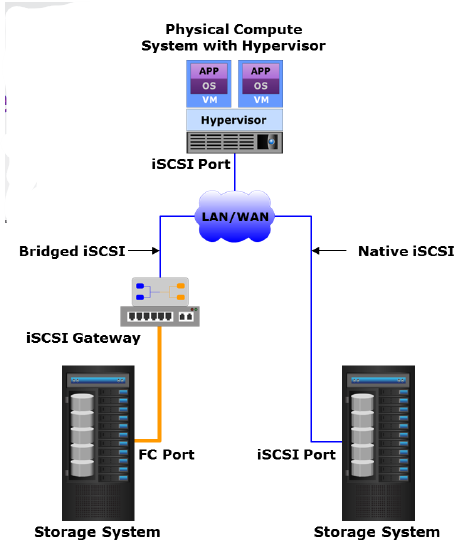 Physical Compute
System with Hypervisor
APP
APP
OS
OS
VM
VM
Hypervisor
iSCSI Port
LAN/WAN
Bridged iSCSI
Native iSCSI
iSCSI Gateway
FC Port
iSCSI Port
Storage System
Storage System